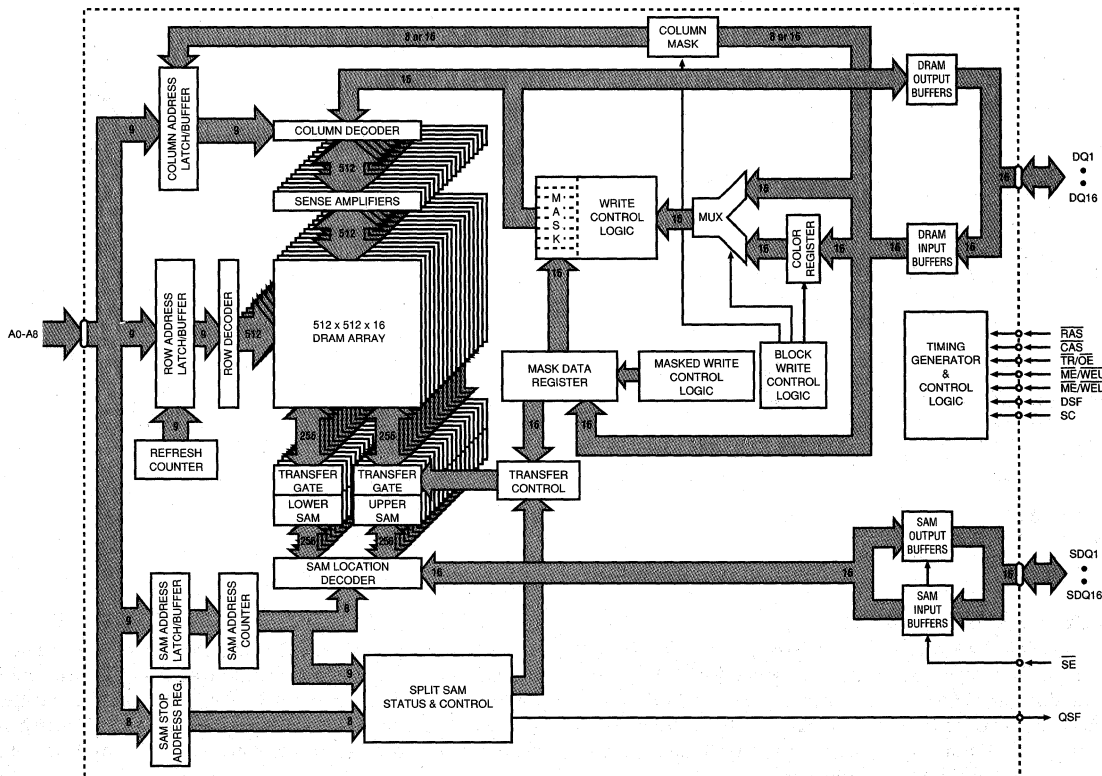 8 or 16
COLUMN
MASK
8 or 16
16
DRAM
OUTPUT
BUFFERS
COLUMN ADDRESS
LATCH/BUFFER
9
9
COLUMN DECODER
512
SENSE AMPLIFIERS
512
MASK
WRITE
CONTROL
LOGIC
16
MUX
16
16
COLOR
REGISTER
16
16
DRAM
INPUT
BUFFERS
16
16
DQ1
DQ16
A0-A8
9
ROW ADDRESS
LATCH/BUFFER
9
ROW DECODER
512
512 x 512 x 16
DRAM ARRAY
16
MASK DATA
REGISTER
MASKED WRITE
CONTROL
LOGIC
BLOCK
WRITE
CONTROL
LOGIC
TIMING
GENERATOR
&
CONTROL
LOGIC
RAS
CAS
TR/OE
ME/WEU
ME/WEL
DSF
SC
9
REFRESH
COUNTER
256
256
16
16
TRANSFER
GATE
TRANSFER
GATE
TRANSFER
CONTROL
LOWER
SAM
UPPER
SAM
256
256
SAM LOCATION
DECODER
16
16
SAM
OUTPUT
BUFFERS
SAM
INPUT
BUFFERS
16
SDQ1
SDQ16
9
SAM ADDRESS
LATCH/BUFFER
SAM ADDRESS
COUNTER
9
SE
8
SAM STOP
ADDRESS REG.
8
SPLIT SAM
STATUS & CONTROL
QSF